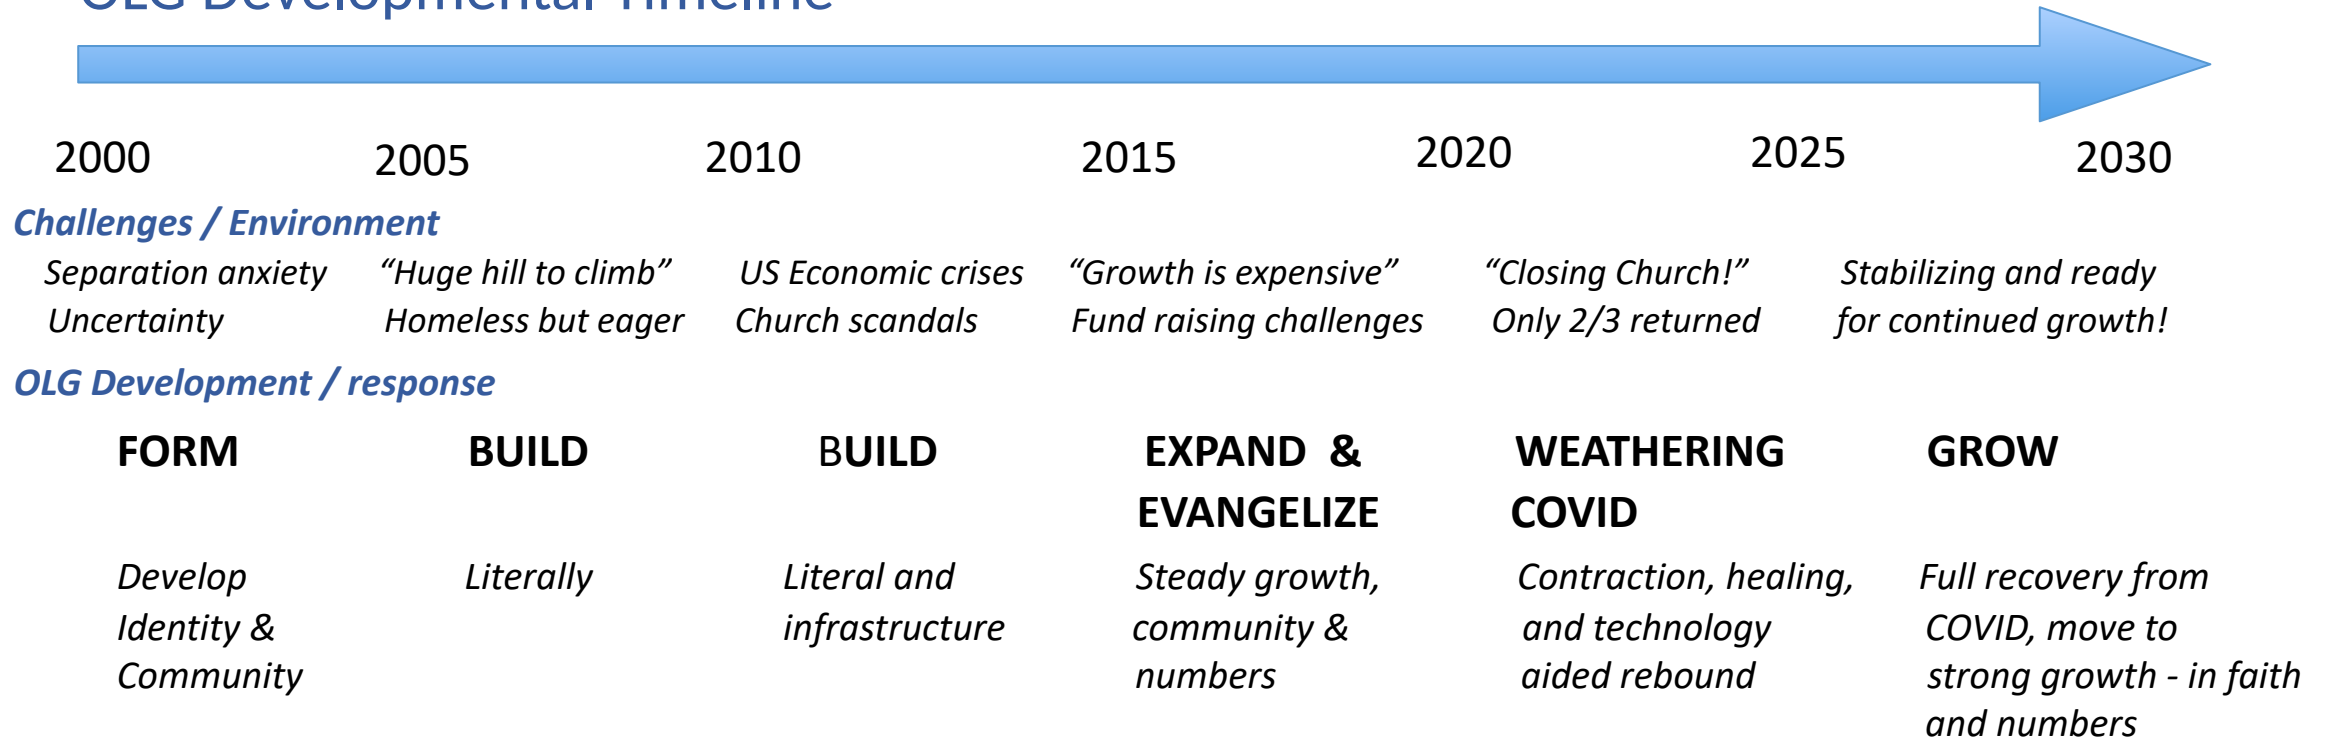 OLG Developmental Timeline
2000 2005 2010 2015 2020 2025 2030
Challenges / Environment
Separation anxiety “Huge hill to climb” US Economic crises “Growth is expensive” “Closing Church!” Stabilizing and ready
Uncertainty Homeless but eager Church scandals Fund raising challenges Only 2/3 returned for continued growth!
OLG Development / response
FORM BUILD BUILD EXPAND & WEATHERING GROW
EVANGELIZE COVID
Develop Literally Literal and Steady growth, Contraction, healing, Full recovery from
Identity & infrastructure community & and technology COVID, move to
Community numbers aided rebound strong growth - in faith
and numbers